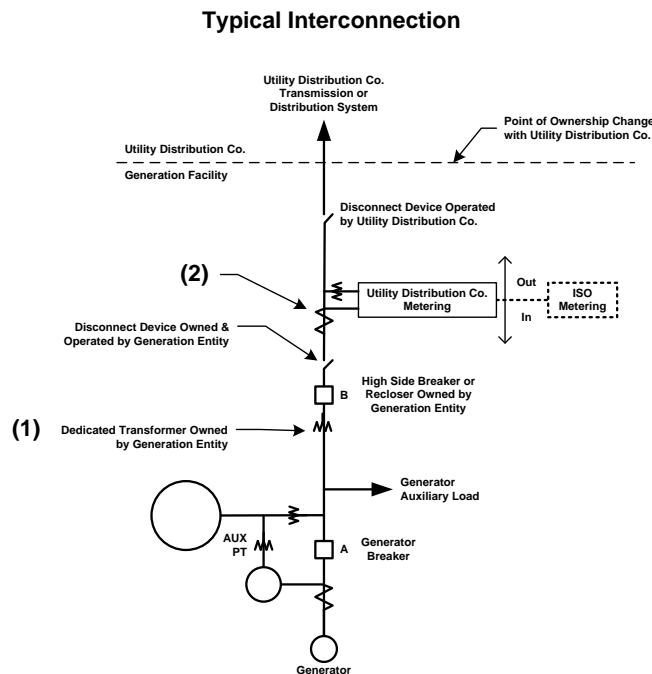 Typical Interconnection
Utility Distribution Co.
Transmission or
Distribution System
Point of Ownership Change
with Utility Distribution Co.
Utility Distribution Co.
Generation Facility
Disconnect Device Operated
by Utility Distribution Co.
(2)
Out
Utility Distribution Co.
Metering
ISO
Metering
In
Disconnect Device Owned &
Operated by Generation Entity
B
High Side Breaker or
Recloser Owned by
Generation Entity
(1)
Dedicated Transformer Owned
by Generation Entity
Generator
Auxiliary Load
AUX
PT
A
Generator
Breaker
Generator